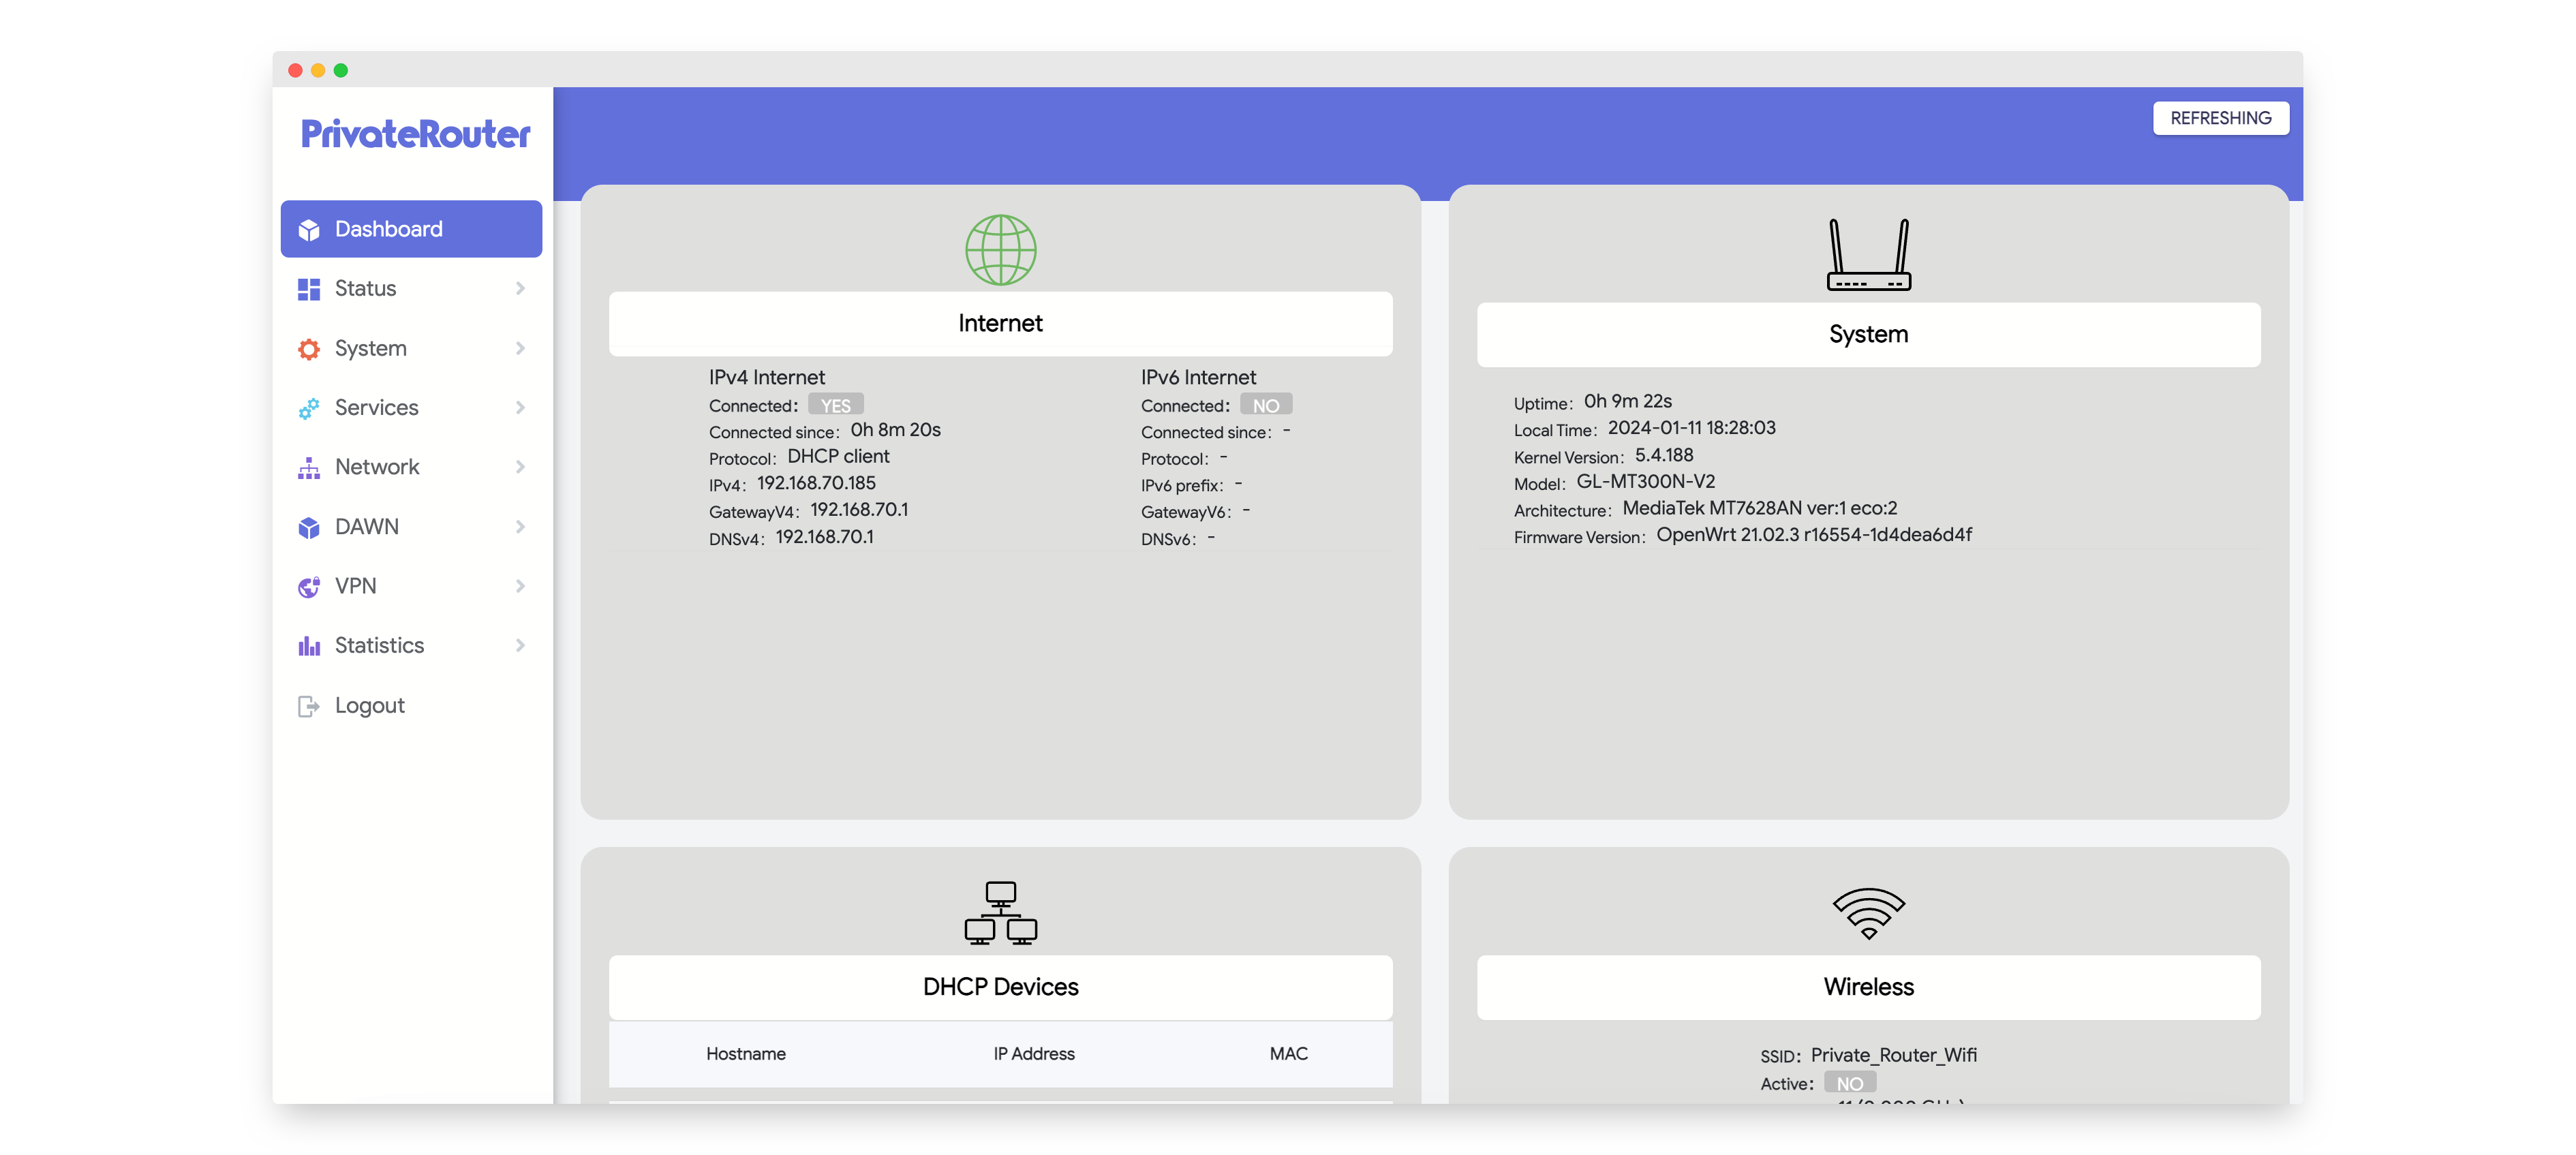 PrivateRouter
REFRESHING
Dashboard
Status
System
Services
Network
DAWN
VPN
Statistics
Logout
Internet
IPv4 Internet
Connected: YES
Connected since: 0h 8m 20s
Protocol: DHCP client
IPv4: 192.168.70.185
GatewayV4: 192.168.70.1
DNSv4: 192.168.70.1
IPv6 Internet
Connected: NO
Connected since: -
Protocol: -
IPv6 prefix: -
GatewayV6: -
DNSv6: -
System
Uptime: 0h 9m 22s
Local Time: 2024-01-11 18:28:03
Kernel Version: 5.4.188
Model: GL-MT300N-V2
Architecture: MediaTek MT7628AN ver:1 eco:2
Firmware Version: OpenWrt 21.02.3 r16554-1d4dea6d4f
DHCP Devices
Hostname IP Address MAC
Wireless
SSID: Private_Router_Wifi
Active: NO